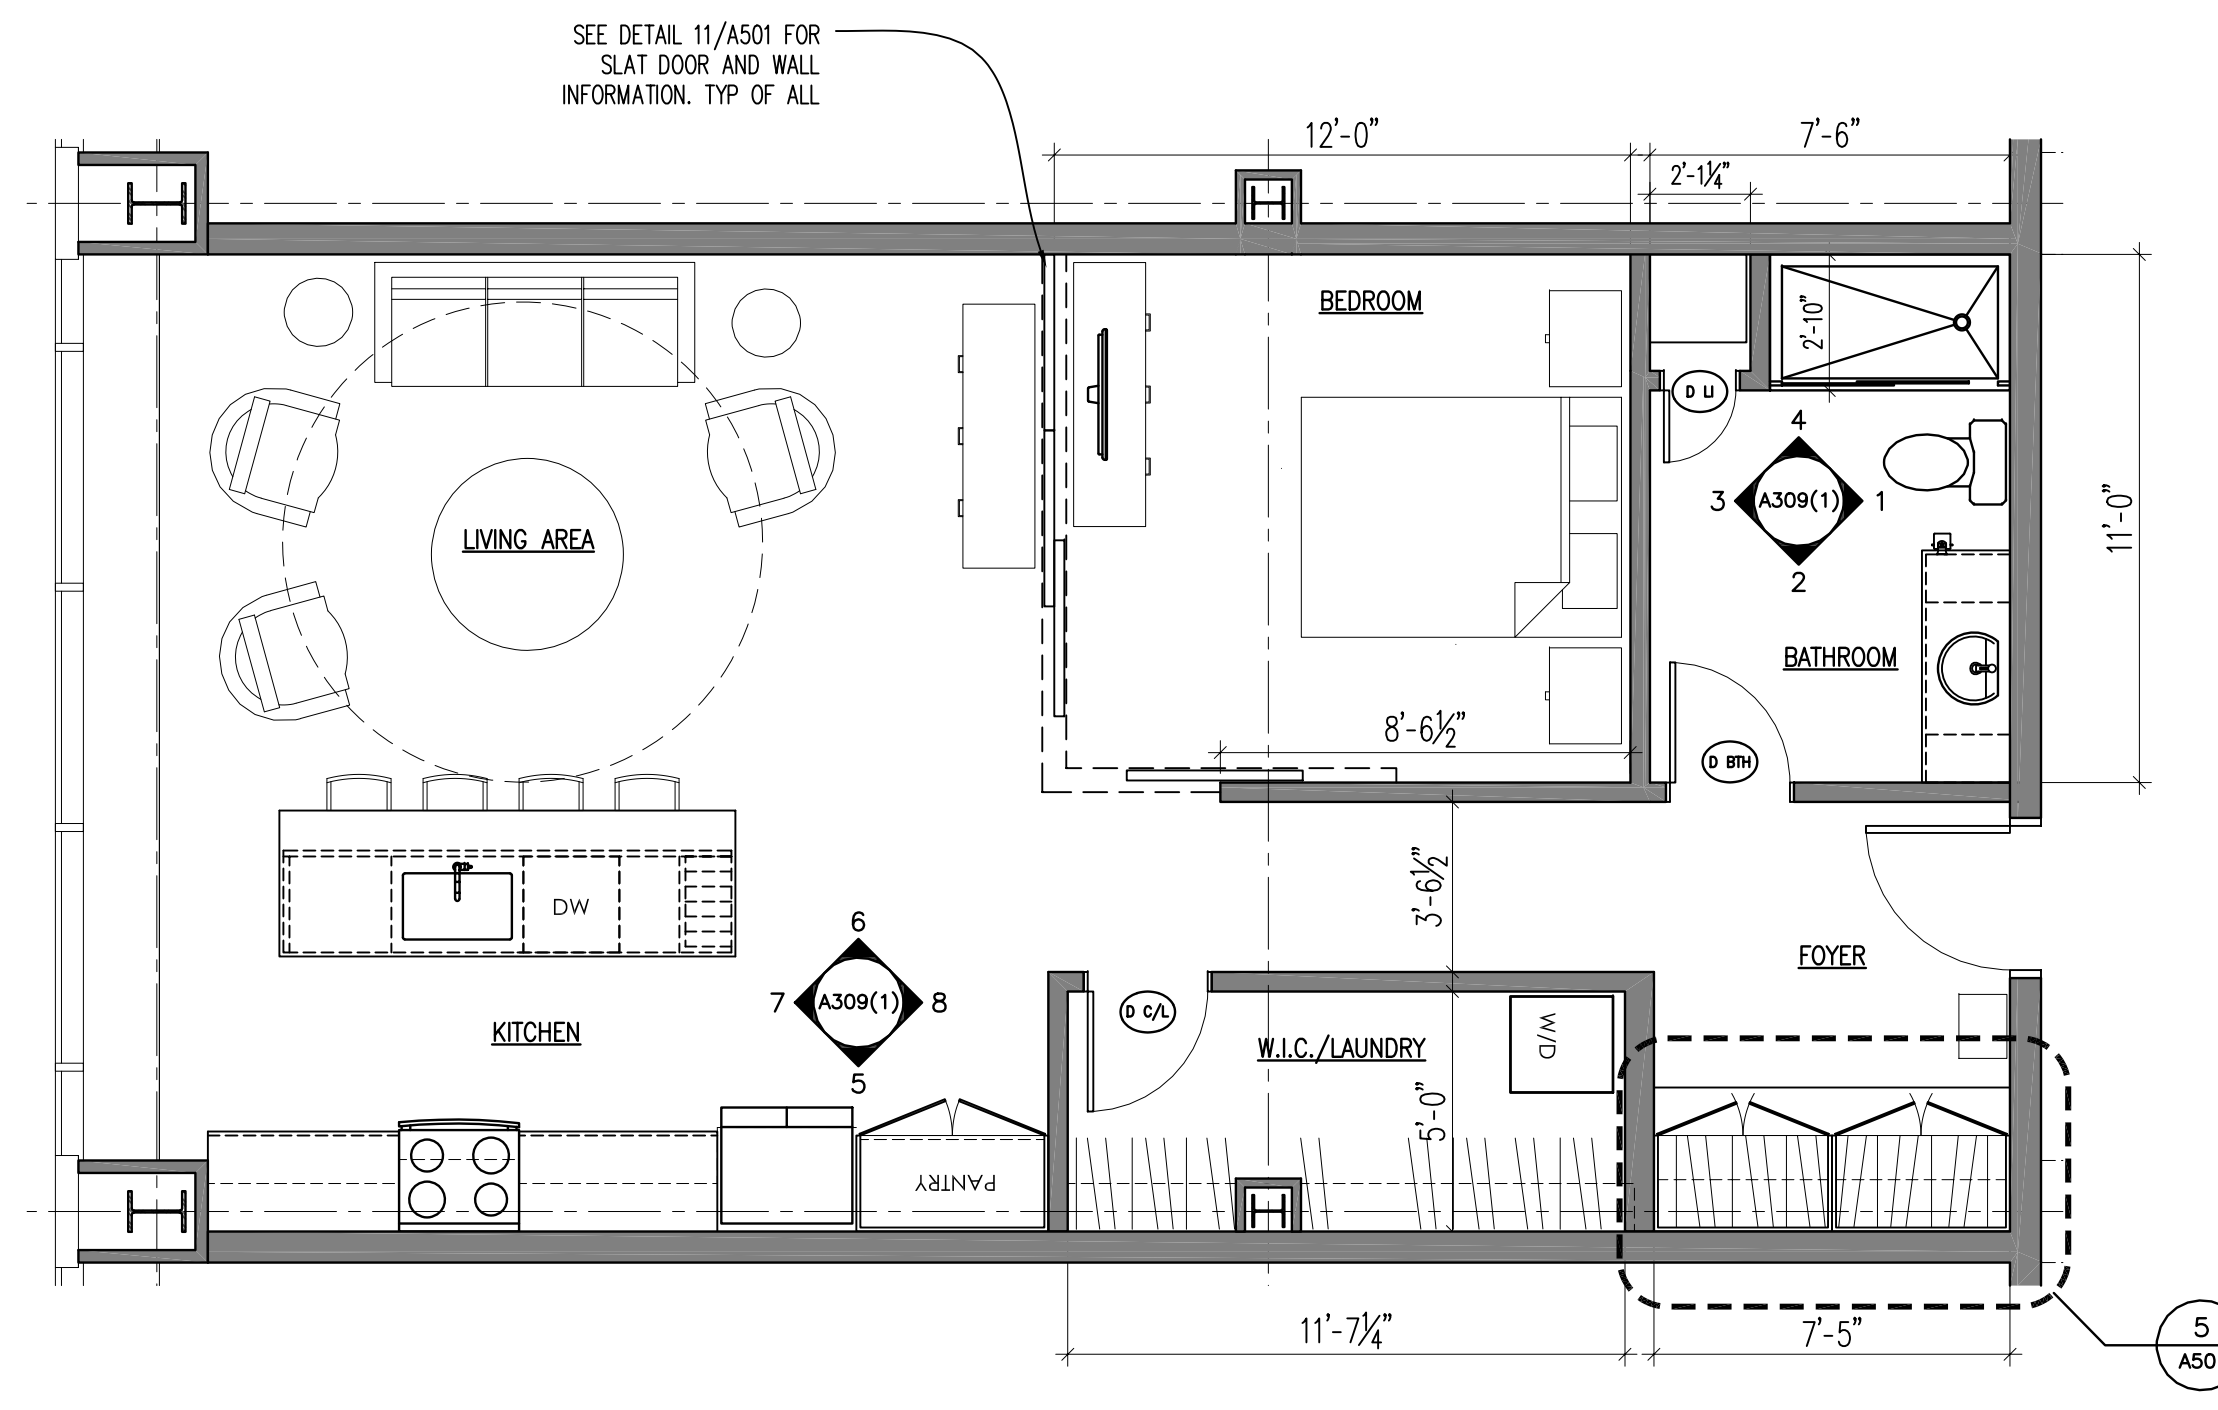 SEE DETAIL 11/A501 FOR
SLAT DOOR AND WALL
INFORMATION. TYP OF ALL
12'-0"
7'-6"
2'-1¼"
BEDROOM
2'-10"
D LI
4
A309(1)
3
1
2
11'-0"
LIVING AREA
BATHROOM
8'-6½"
D BTH
3'-6½"
DW
6
7
A309(1)
8
5
FOYER
KITCHEN
D C/L
W.I.C./LAUNDRY
W/D
5'-0"
PANTRY
11'-7¼"
7'-5"
5
A50